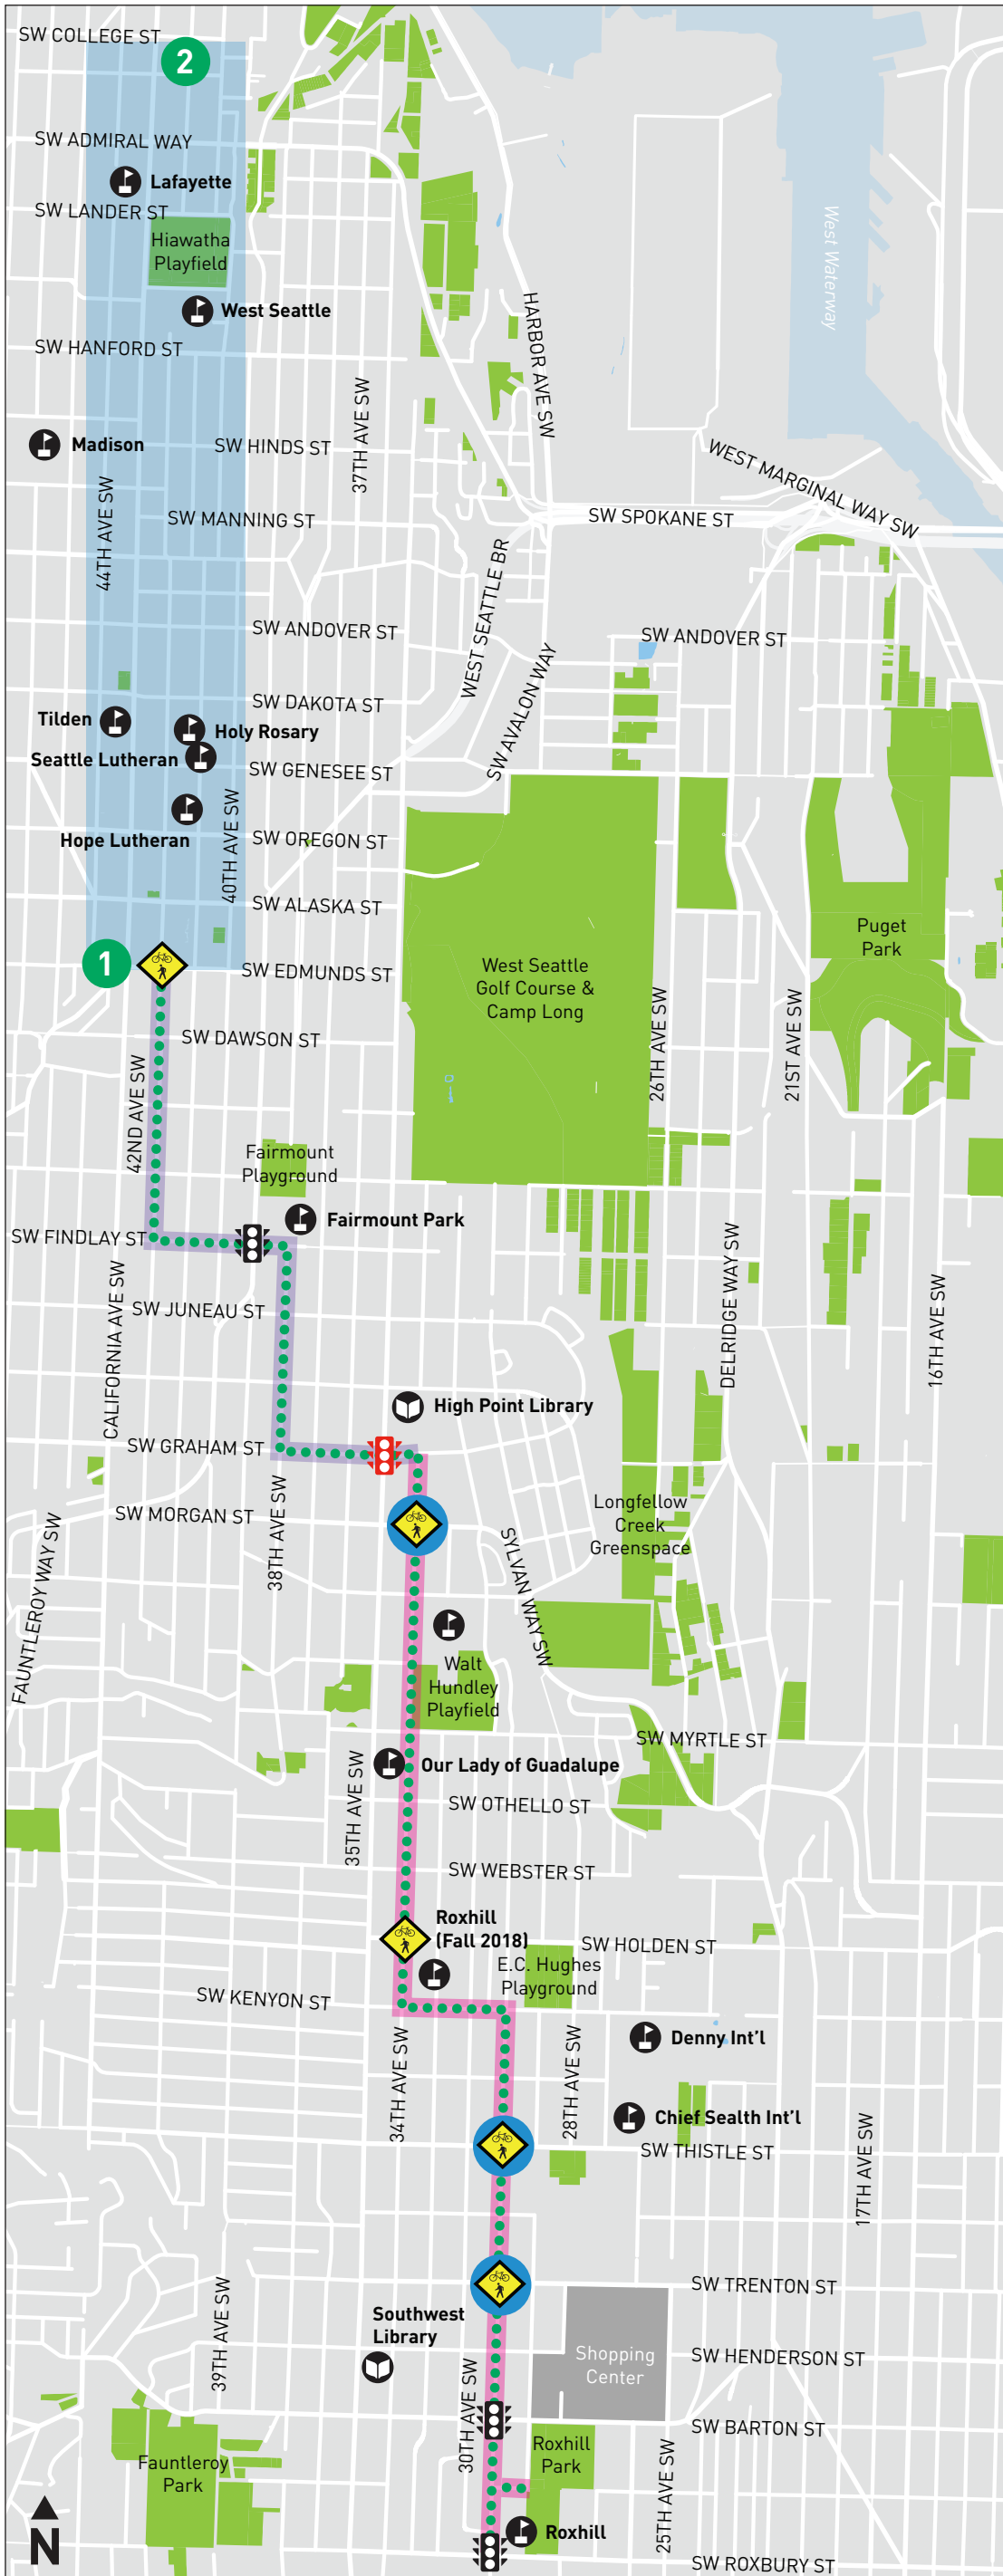 SW COLLEGE ST
2
SW ADMIRAL WAY
Lafayette
SW LANDER ST
Hiawatha
Playfield
West Waterway
West Seattle
HARBOR AVE SW
SW HANFORD ST
37TH AVE SW
Madison
SW HINDS ST
WEST MARGINAL WAY SW
44TH AVE SW
SW MANNING ST
SW SPOKANE ST
WEST SEATTLE BR
SW ANDOVER ST
SW ANDOVER ST
SW AVALON WAY
SW DAKOTA ST
Tilden
Holy Rosary
Seattle Lutheran
SW GENESEE ST
40TH AVE SW
Hope Lutheran
SW OREGON ST
SW ALASKA ST
Puget
Park
1
SW EDMUNDS ST
West Seattle
Golf Course &
Camp Long
26TH AVE SW
21ST AVE SW
SW DAWSON ST
42ND AVE SW
Fairmount
Playground
Fairmount Park
SW FINDLAY ST
DELRIDGE WAY SW
CALIFORNIA AVE SW
SW JUNEAU ST
16TH AVE SW
High Point Library
SW GRAHAM ST
38TH AVE SW
SW MORGAN ST
Longfellow
Creek
Greenspace
FAUNTLEROY WAY SW
SYLVAN WAY SW
Walt
Hundley
Playfield
SW MYRTLE ST
35TH AVE SW
Our Lady of Guadalupe
SW OTHELLO ST
SW WEBSTER ST
Roxhill
(Fall 2018)
SW HOLDEN ST
E.C. Hughes
Playground
SW KENYON ST
34TH AVE SW
28TH AVE SW
Denny Int'l
Chief Sealth Int'l
SW THISTLE ST
17TH AVE SW
SW TRENTON ST
39TH AVE SW
Southwest
Library
Shopping
Center
SW HENDERSON ST
30TH AVE SW
SW BARTON ST
Roxhill
Park
25TH AVE SW
Fauntleroy
Park
N
Roxhill
SW ROXBURY ST